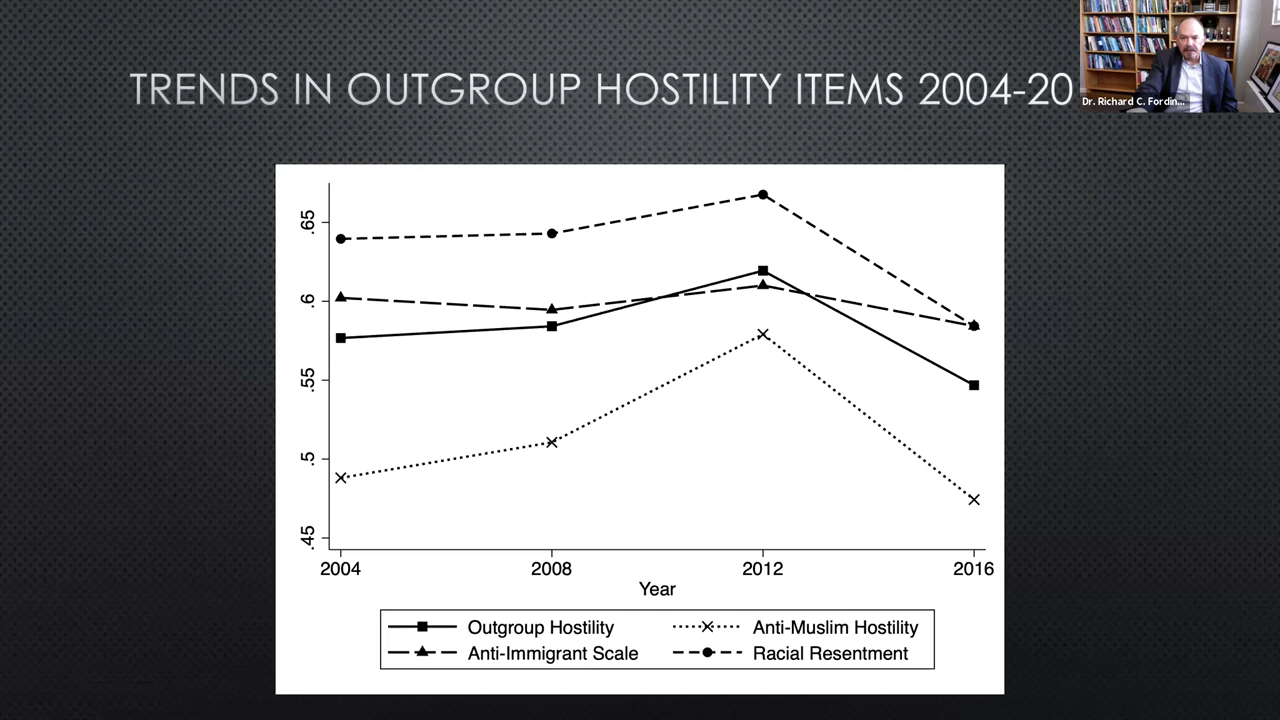 TRENDS IN OUTGROUP HOSTILITY ITEMS 2004-20
Dr. Richard C. Fordin...
.65
.6
.55
.5
.45
2004 2008 2012 2016
Year
Outgroup Hostility Anti-Muslim Hostility
Anti-Immigrant Scale Racial Resentment